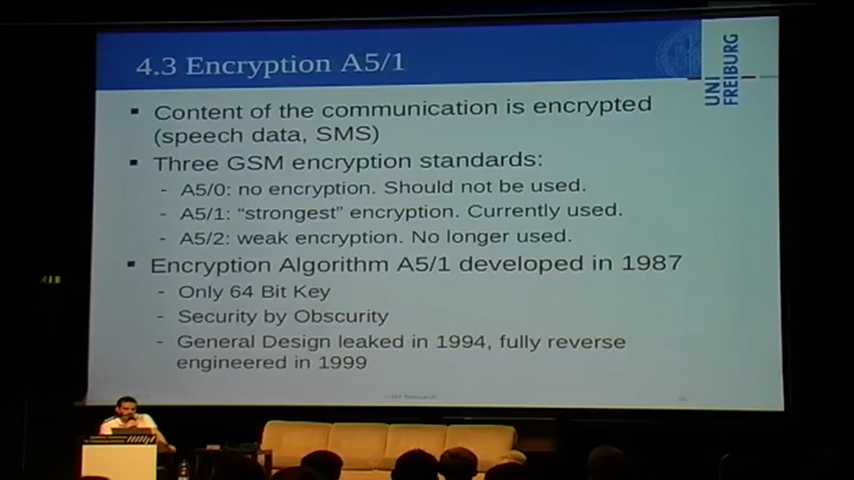 4.3 Encryption A5/1
UNI
FREIBURG
▪ Content of the communication is encrypted
(speech data, SMS)
▪ Three GSM encryption standards:
- A5/0: no encryption. Should not be used.
- A5/1: “strongest” encryption. Currently used.
- A5/2: weak encryption. No longer used.
▪ Encryption Algorithm A5/1 developed in 1987
- Only 64 Bit Key
- Security by Obscurity
- General Design leaked in 1994, fully reverse
engineered in 1999
GSM Research